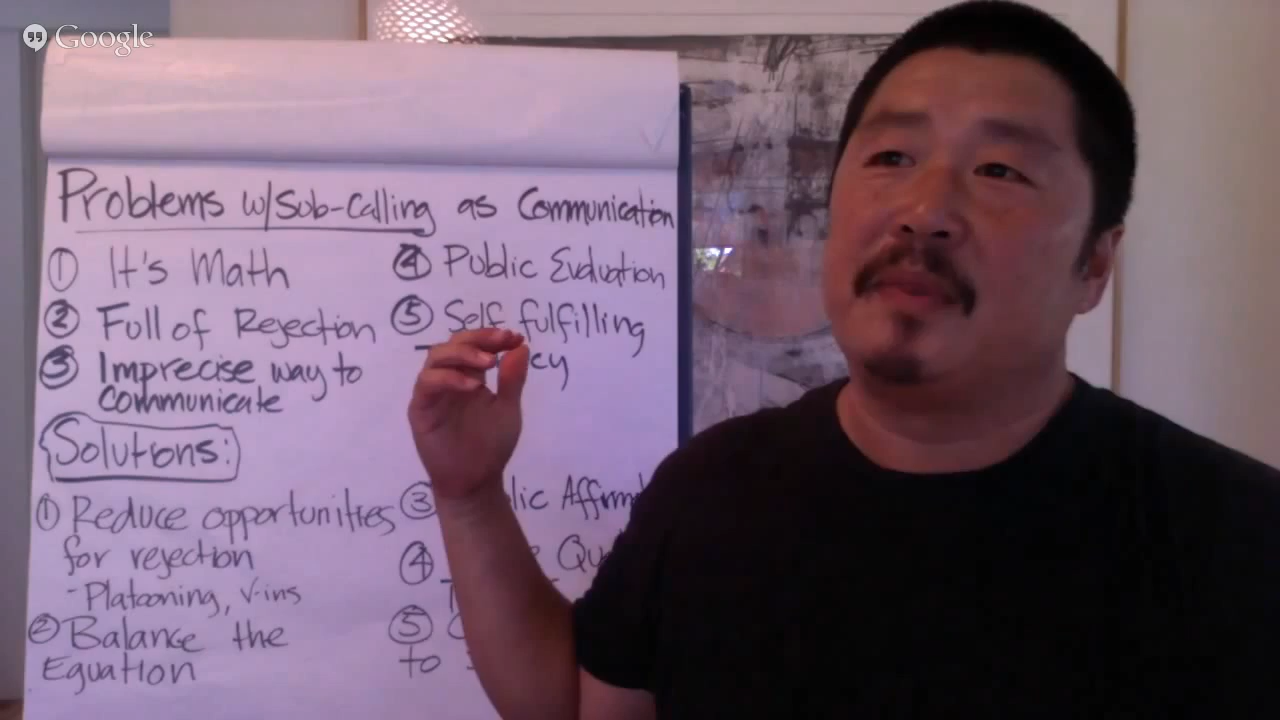 Google
Problems w/Sub-Calling as Communication
① It's Math
② Full of Rejection
③ Imprecise way to
Communicate
④ Public Evaluation
⑤ Self fulfilling
Solutions:
① Reduce opportunities
for rejection
- Platooning, V-ins
② Balance the
Equation
③
④
⑤
to